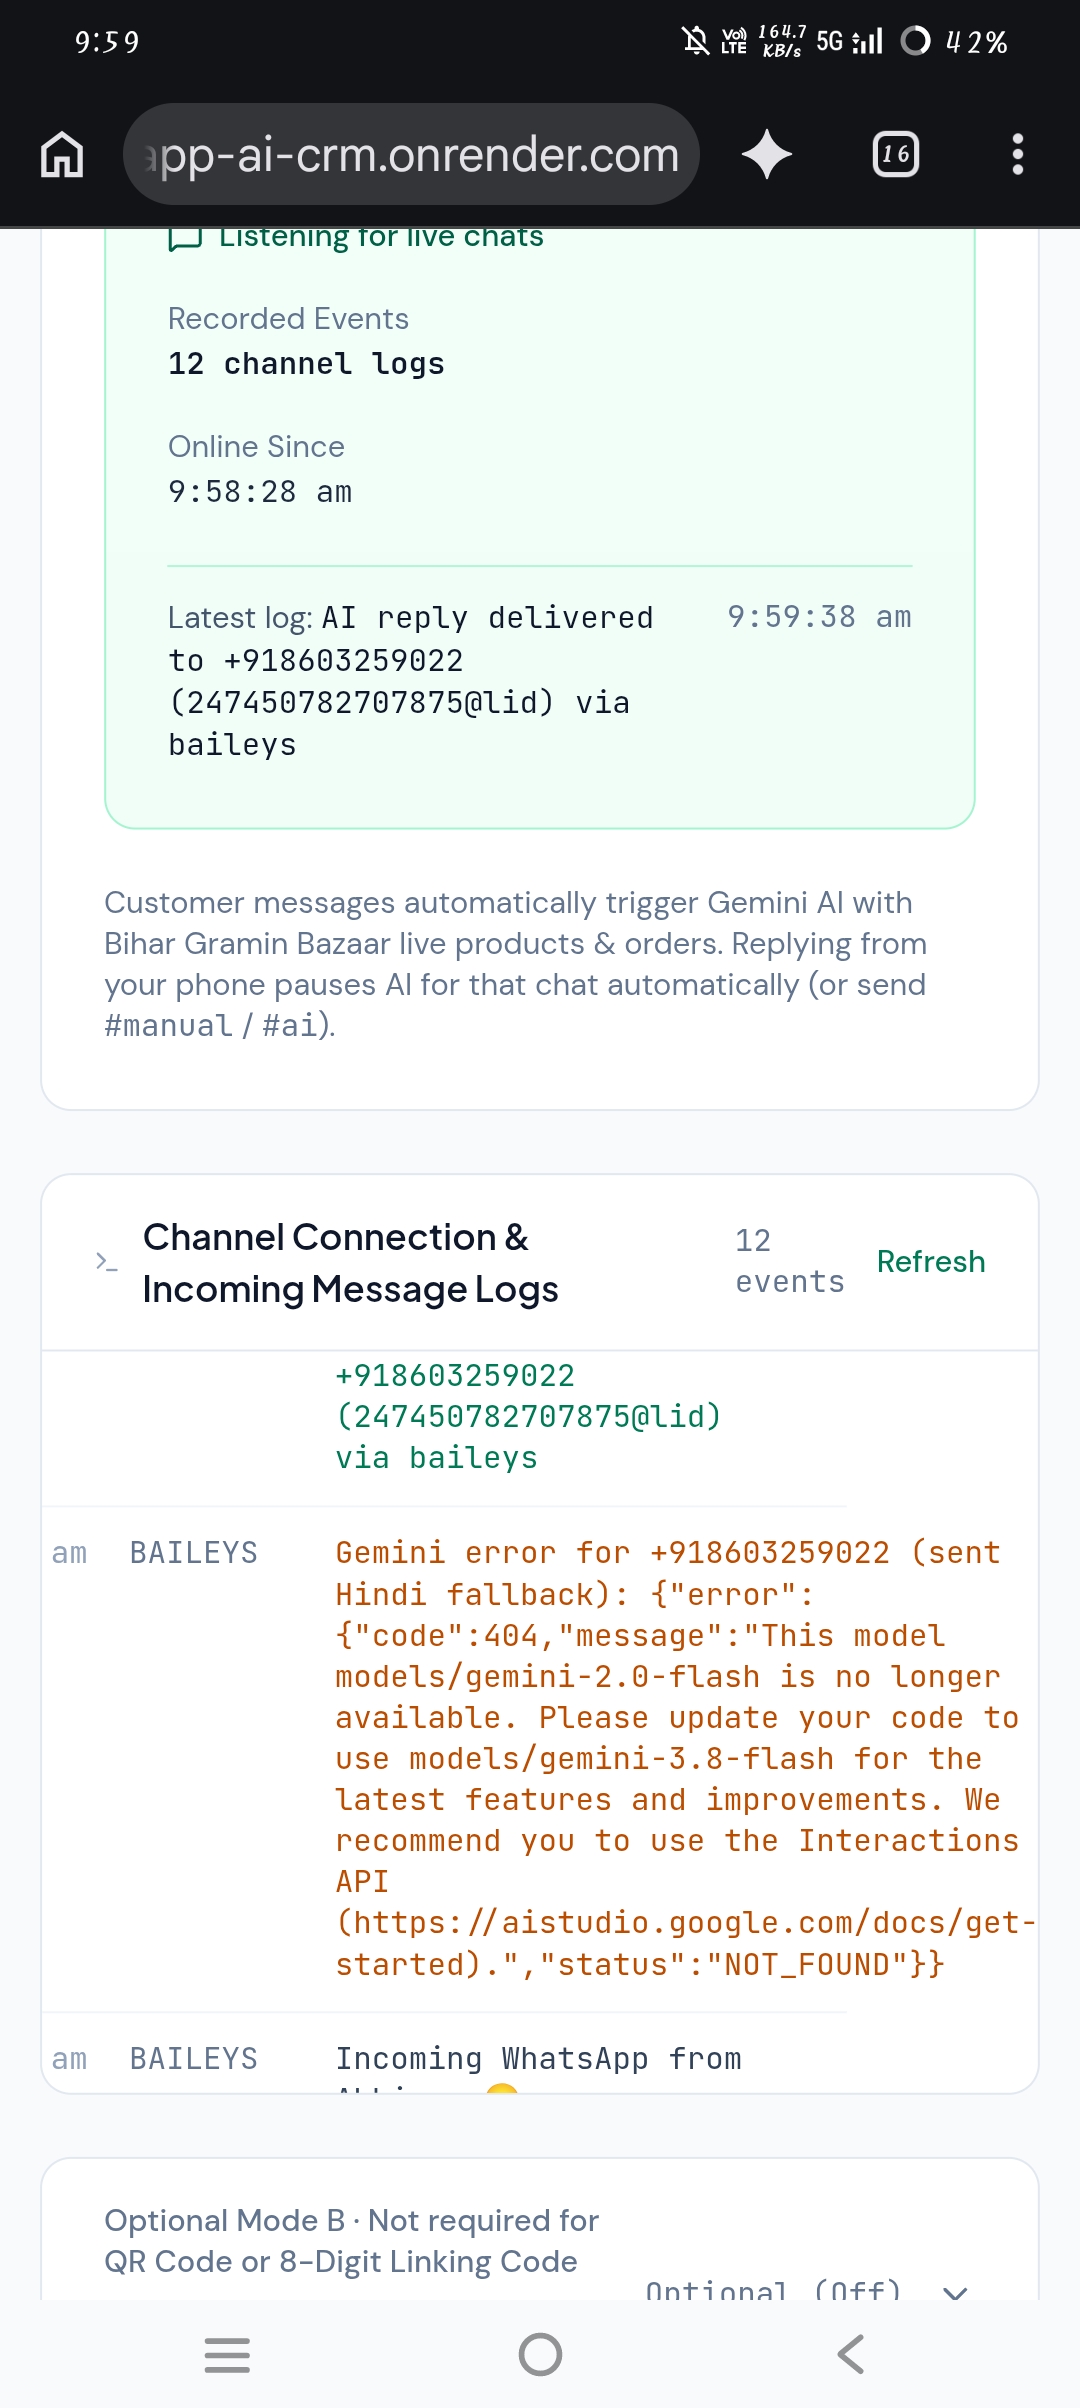 9:59
Vo)) LTE
164.7 KB/s
5G
42%
app-ai-crm.onrender.com
16
Listening for live chats
Recorded Events
12 channel logs
Online Since
9:58:28 am
Latest log: AI reply delivered
9:59:38 am
to +918603259022
(247450782707875@lid) via
baileys
Customer messages automatically trigger Gemini AI with
Bihar Gramin Bazaar live products & orders. Replying from
your phone pauses AI for that chat automatically (or send
#manual / #ai).
Channel Connection &
Incoming Message Logs
12
events
Refresh
+918603259022
(247450782707875@lid)
via baileys
am
BAILEYS
Gemini error for +918603259022 (sent
Hindi fallback): {"error":
{"code":404,"message":"This model
models/gemini-2.0-flash is no longer
available. Please update your code to
use models/gemini-3.8-flash for the
latest features and improvements. We
recommend you to use the Interactions
API
(https://aistudio.google.com/docs/get-
started).","status":"NOT_FOUND"}}
am
BAILEYS
Incoming WhatsApp from
Optional Mode B · Not required for
QR Code or 8-Digit Linking Code
Optional (Off)